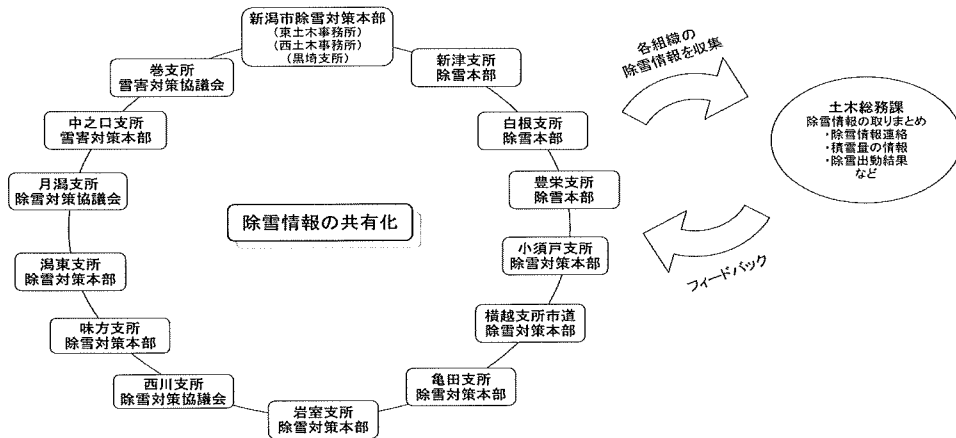 新潟市除雪対策本部
（東土木事務所）
（西土木事務所）
（黒埼支所）
新津支所
除雪本部
白根支所
除雪本部
豊栄支所
除雪本部
小須戸支所
除雪対策本部
横越支所市道
除雪対策本部
亀田支所
除雪対策本部
岩室支所
除雪対策本部
西川支所
除雪対策協議会
味方支所
除雪対策本部
潟東支所
除雪対策本部
月潟支所
除雪対策協議会
中之口支所
雪害対策本部
巻支所
雪害対策協議会
除雪情報の共有化
各組織の
除雪情報を収集
土木総務課
除雪情報の取りまとめ
・除雪情報連絡
・積雪量の情報
・除雪出動結果
など
フィードバック